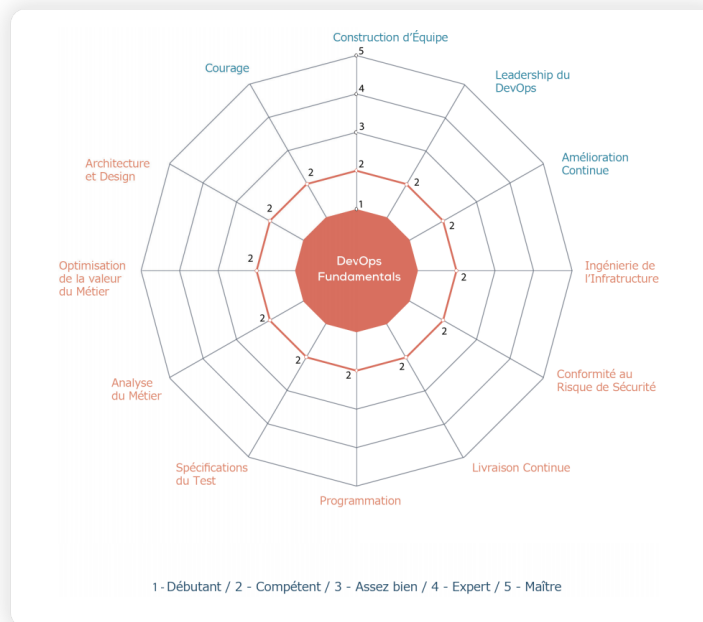 Construction d'Équipe
5
Courage
Leadership du
DevOps
4
3
Architecture
et Design
Amélioration
Continue
2
2
2
2
1
2
2
DevOps
Fundamentals
Optimisation
de la valeur
du Métier
2
2
Ingénierie de
l'Infratructure
2
2
2
2
2
Analyse
du Métier
Conformité au
Risque de Sécurité
Spécifications
du Test
Livraison Continue
Programmation
1 - Débutant / 2 - Compétent / 3 - Assez bien / 4 - Expert / 5 - Maître